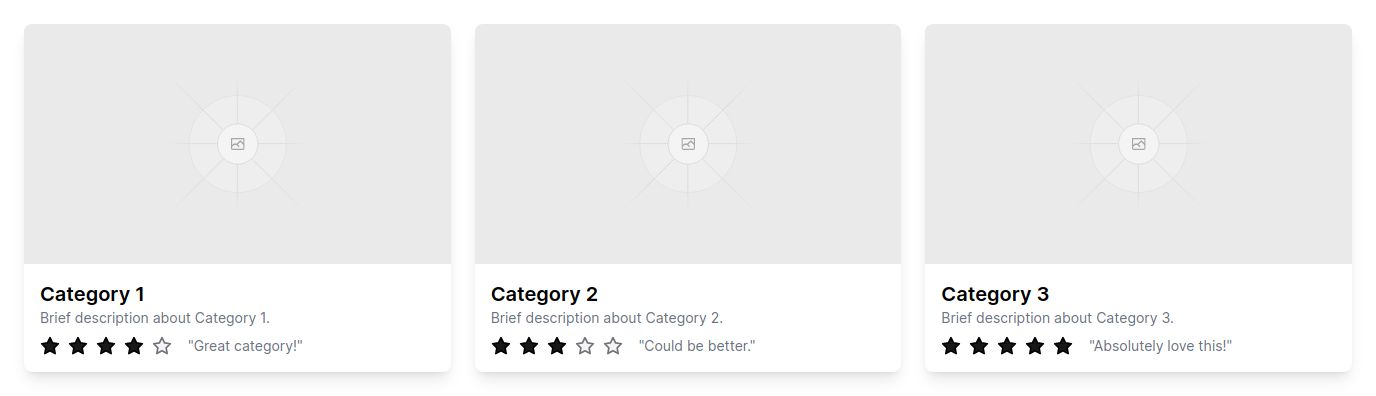 Category 1
Brief description about Category 1.
"Great category!"
Category 2
Brief description about Category 2.
"Could be better."
Category 3
Brief description about Category 3.
"Absolutely love this!"